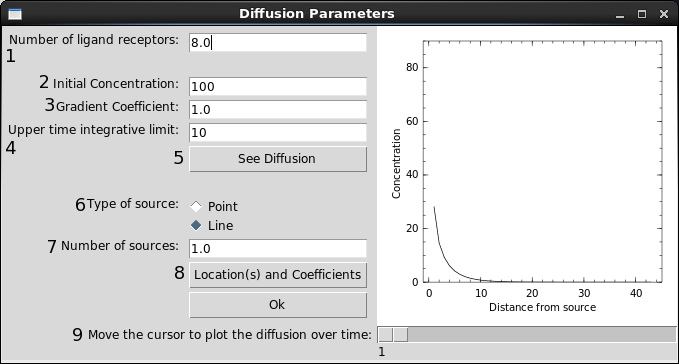 Diffusion Parameters
Number of ligand receptors: 8.0
1
2 Initial Concentration: 100
3 Gradient Coefficient: 1.0
Upper time integrative limit: 10
4
5 See Diffusion
6 Type of source: Point
Line
7 Number of sources: 1.0
8 Location(s) and Coefficients
Ok
9 Move the cursor to plot the diffusion over time:
1
Concentration
80
60
40
20
0
0 10 20 30 40
Distance from source